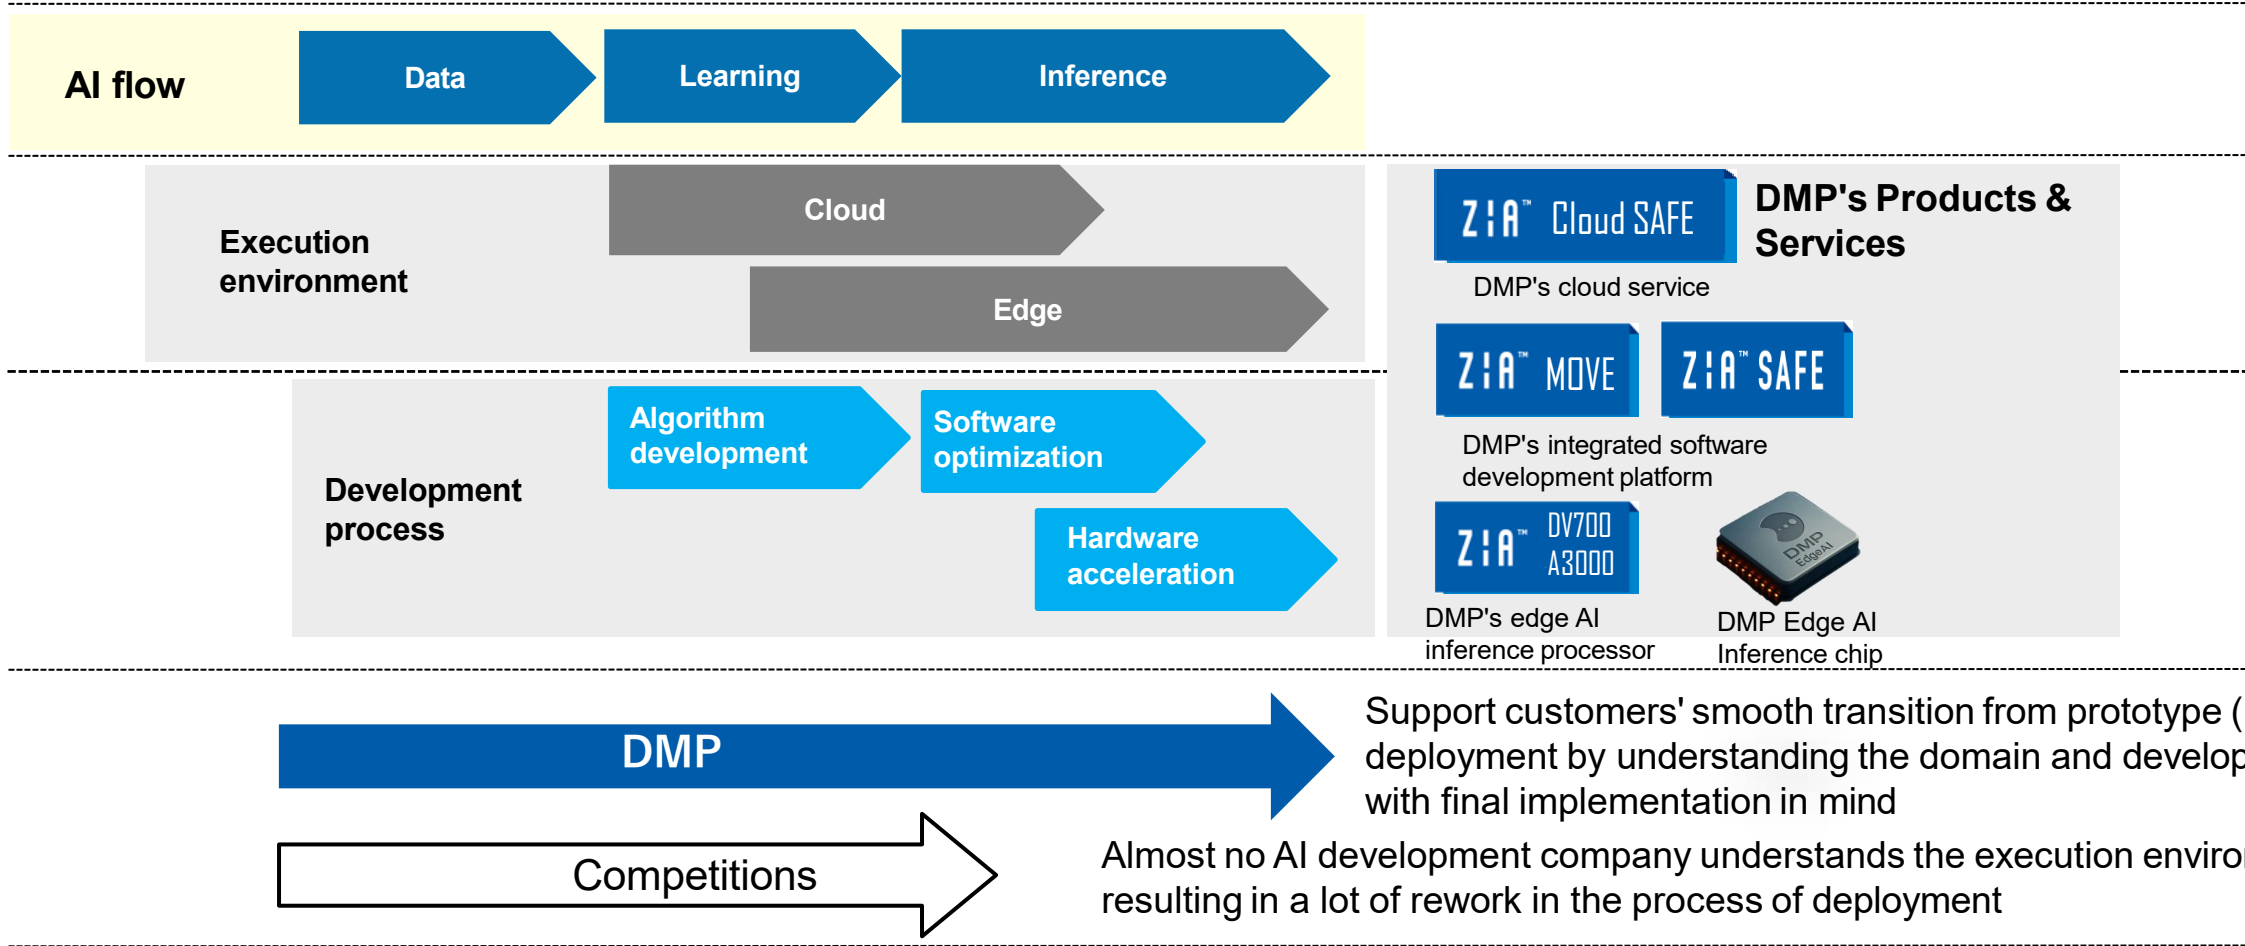 AI flow
Data
Learning
Inference
Execution
environment
Cloud
Edge
ZIA™ Cloud SAFE
DMP's Products &
Services
DMP's cloud service
ZIA™ MOVE
ZIA™ SAFE
DMP's integrated software
development platform
Development
process
Algorithm
development
Software
optimization
Hardware
acceleration
ZIA™ DV700
A3000
DMP
EdgeAI
DMP's edge AI
inference processor
DMP Edge AI
Inference chip
DMP
Support customers' smooth transition from prototype (
deployment by understanding the domain and develop
with final implementation in mind
Competitions
Almost no AI development company understands the execution
resulting in a lot of rework in the process of deployment